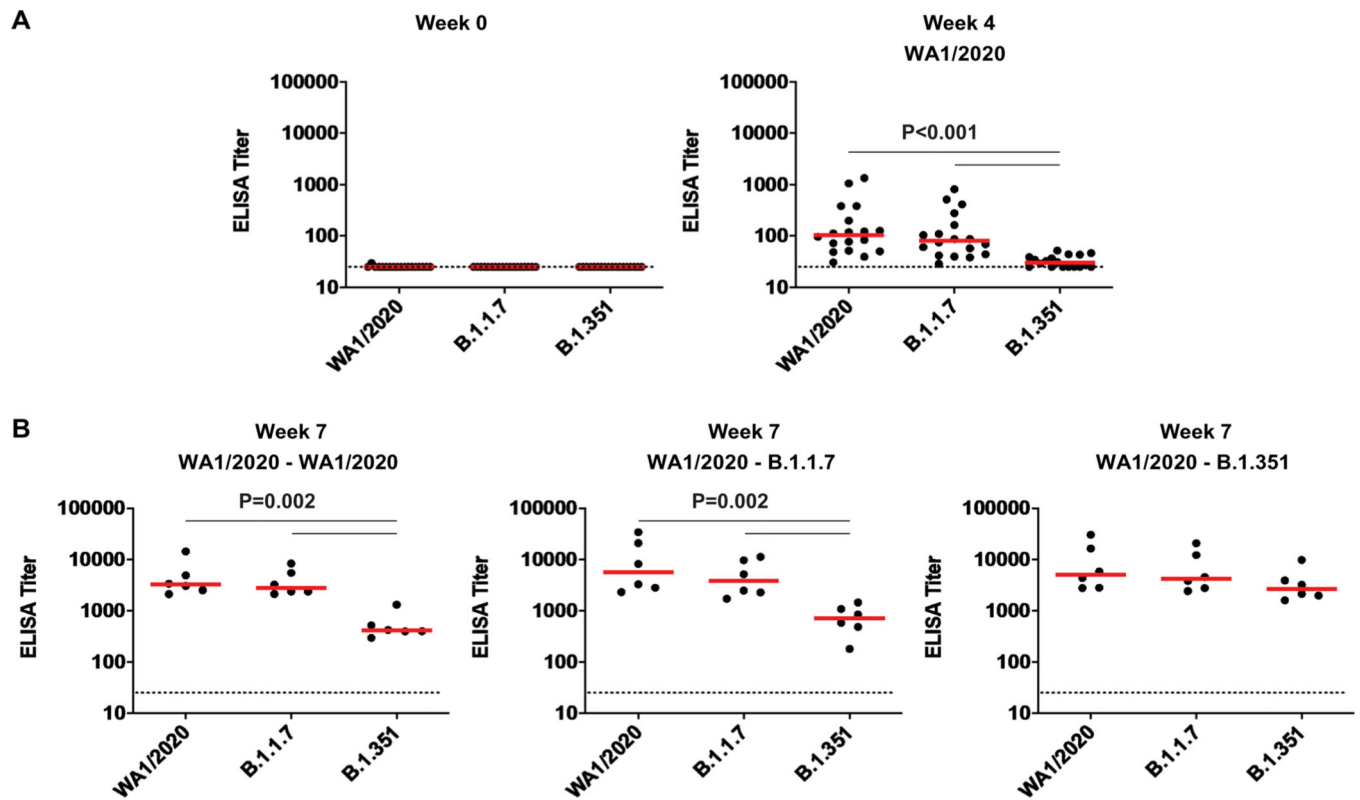 A
Week 0
ELISA Titer
100000
10000
1000
100
10
WA1/2020
B.1.1.7
B.1.351
Week 4
WA1/2020
ELISA Titer
100000
10000
1000
100
10
P<0.001
WA1/2020
B.1.1.7
B.1.351
B
Week 7
WA1/2020 - WA1/2020
ELISA Titer
100000
10000
1000
100
10
P=0.002
WA1/2020
B.1.1.7
B.1.351
Week 7
WA1/2020 - B.1.1.7
ELISA Titer
100000
10000
1000
100
10
P=0.002
WA1/2020
B.1.1.7
B.1.351
Week 7
WA1/2020 - B.1.351
ELISA Titer
100000
10000
1000
100
10
WA1/2020
B.1.1.7
B.1.351